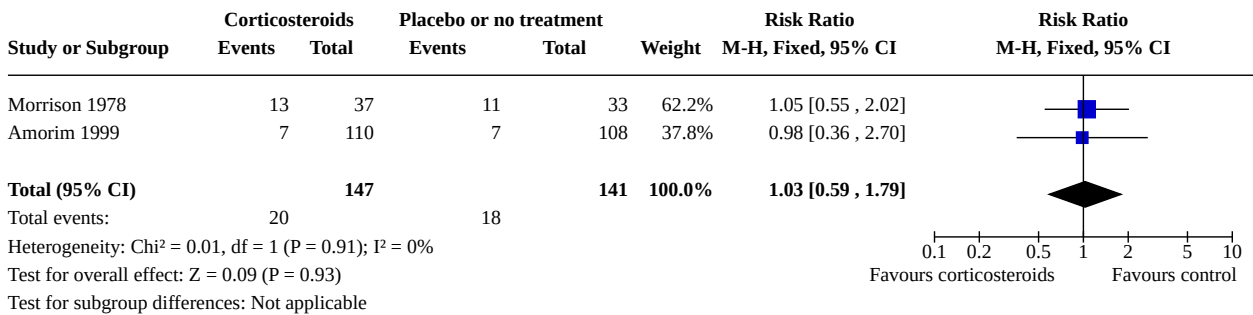 Corticosteroids Placebo or no treatment Risk Ratio Risk Ratio
Study or Subgroup Events Total Events Total Weight M-H, Fixed, 95% CI M-H, Fixed, 95% CI
Morrison 1978 13 37 11 33 62.2% 1.05 [0.55 , 2.02]
Amorim 1999 7 110 7 108 37.8% 0.98 [0.36 , 2.70]
Total (95% CI) 147 141 100.0% 1.03 [0.59 , 1.79]
Total events: 20 18
Heterogeneity: Chi² = 0.01, df = 1 (P = 0.91); I² = 0%
0.1 0.2 0.5 1 2 5 10
Test for overall effect: Z = 0.09 (P = 0.93) Favours corticosteroids Favours control
Test for subgroup differences: Not applicable